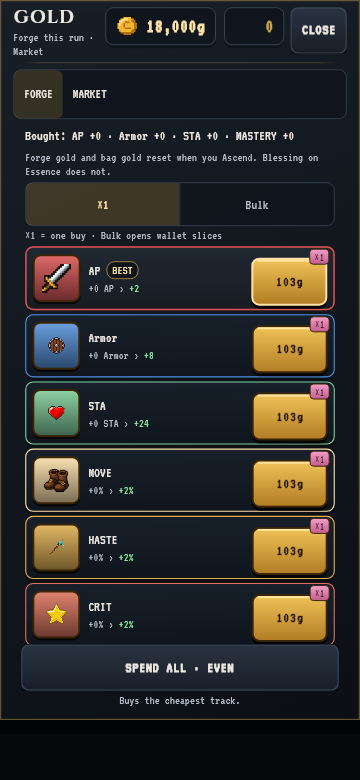 GOLD
Forge this run ·
Market
18,000g
0
CLOSE
FORGE
MARKET
Bought: AP +0 · Armor +0 · STA +0 · MASTERY +0
Forge gold and bag gold reset when you Ascend. Blessing on
Essence does not.
X1
Bulk
X1 = one buy · Bulk opens wallet slices
AP BEST
+0 AP › +2
X1
103g
Armor
+0 Armor › +8
X1
103g
STA
+0 STA › +24
X1
103g
MOVE
+0% › +2%
X1
103g
HASTE
+0% › +2%
X1
103g
CRIT
+0% › +2%
X1
103g
SPEND ALL · EVEN
Buys the cheapest track.